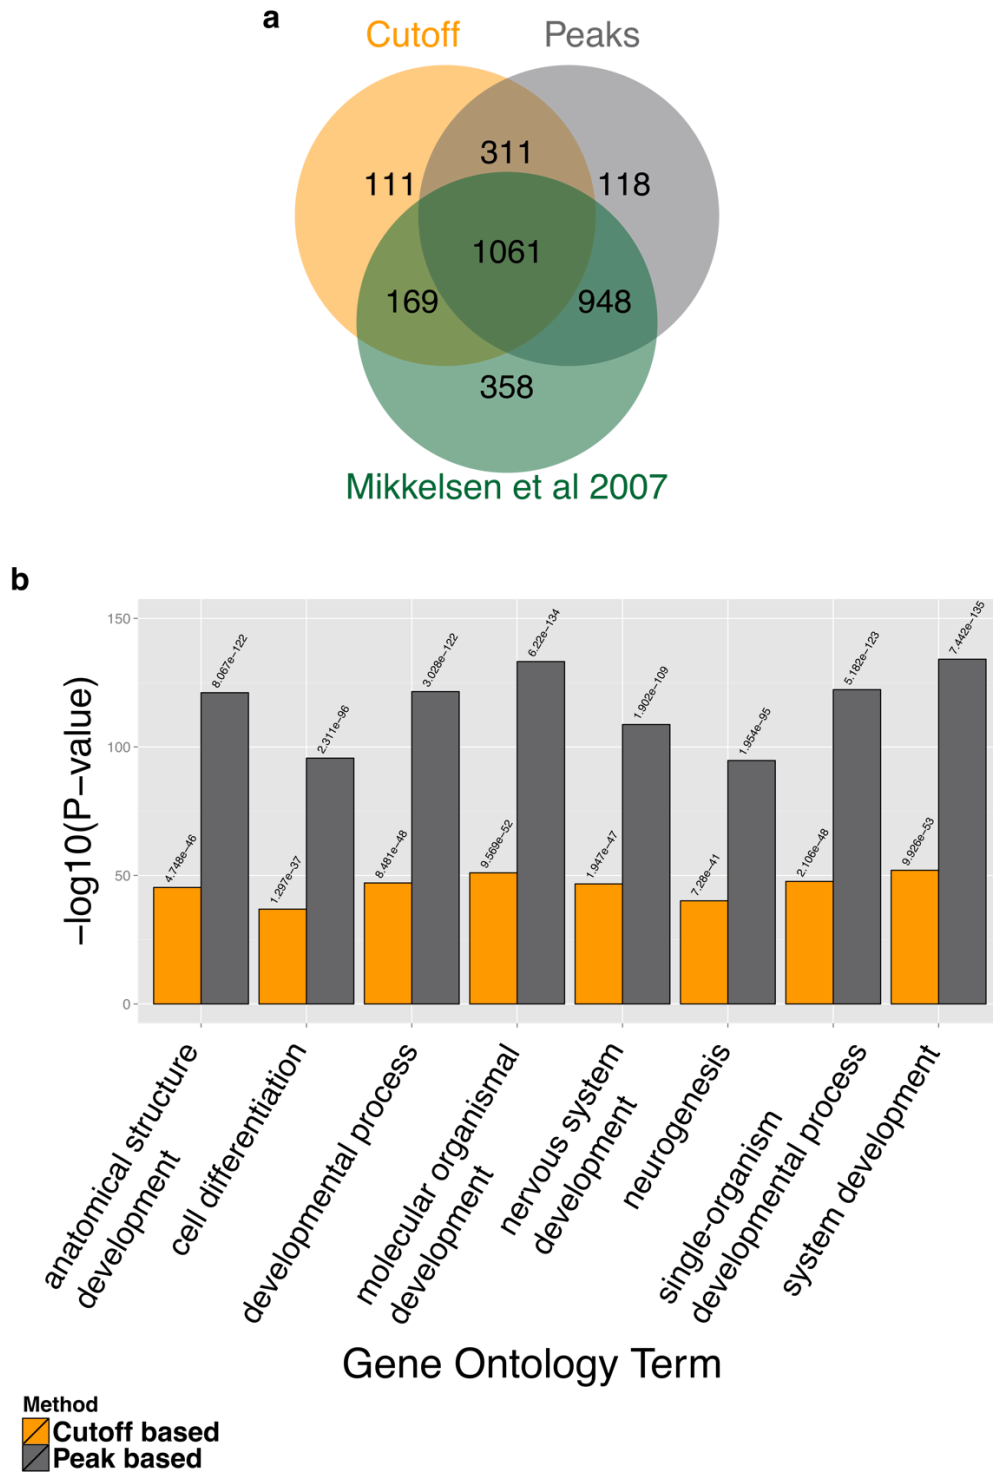 a
Cutoff
Peaks
311
111
118
1061
169
948
358
Mikkelsen et al 2007
b
−log10(P−value)
150
100
50
0
4.748e−46
8.067e−122
1.297e−37
2.311e−96
8.481e−48
3.028e−122
9.569e−52
6.22e−134
1.947e−47
1.902e−109
7.28e−41
1.954e−95
2.106e−48
5.182e−123
9.926e−53
7.442e−135
anatomical structure
development
cell differentiation
developmental process
molecular organismal
development
nervous system
development
neurogenesis
single-organism
developmental process
system development
Gene Ontology Term
Method
Cutoff based
Peak based